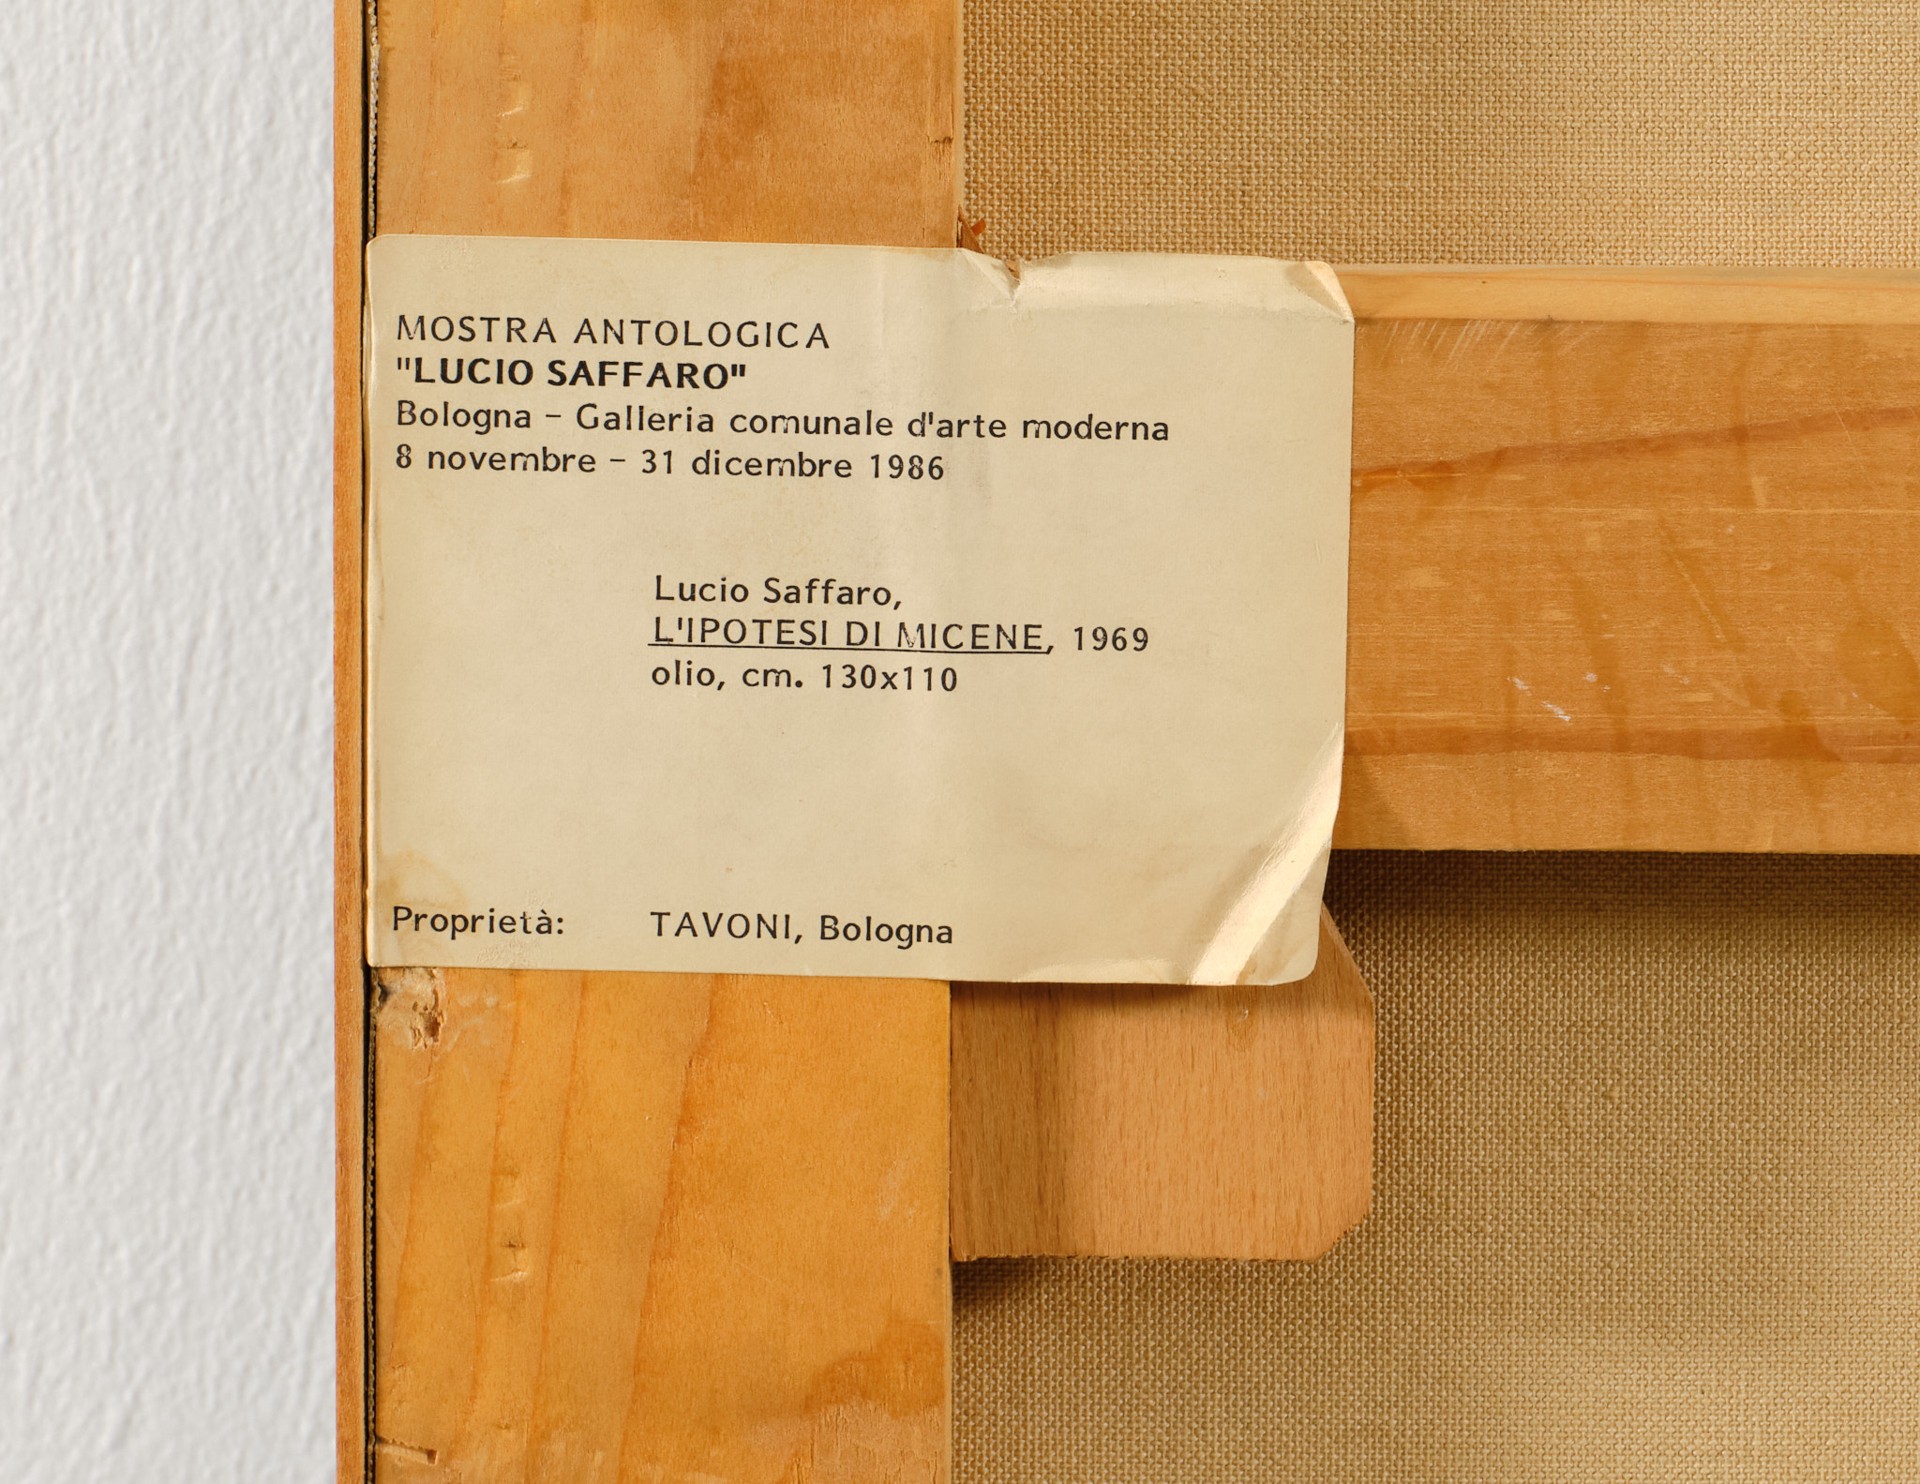 MOSTRA ANTOLOGICA
"LUCIO SAFFARO"
Bologna - Galleria comunale d'arte moderna
8 novembre - 31 dicembre 1986
Lucio Saffaro,
L'IPOTESI DI MICENE, 1969
olio, cm. 130x110
Proprietà: TAVONI, Bologna